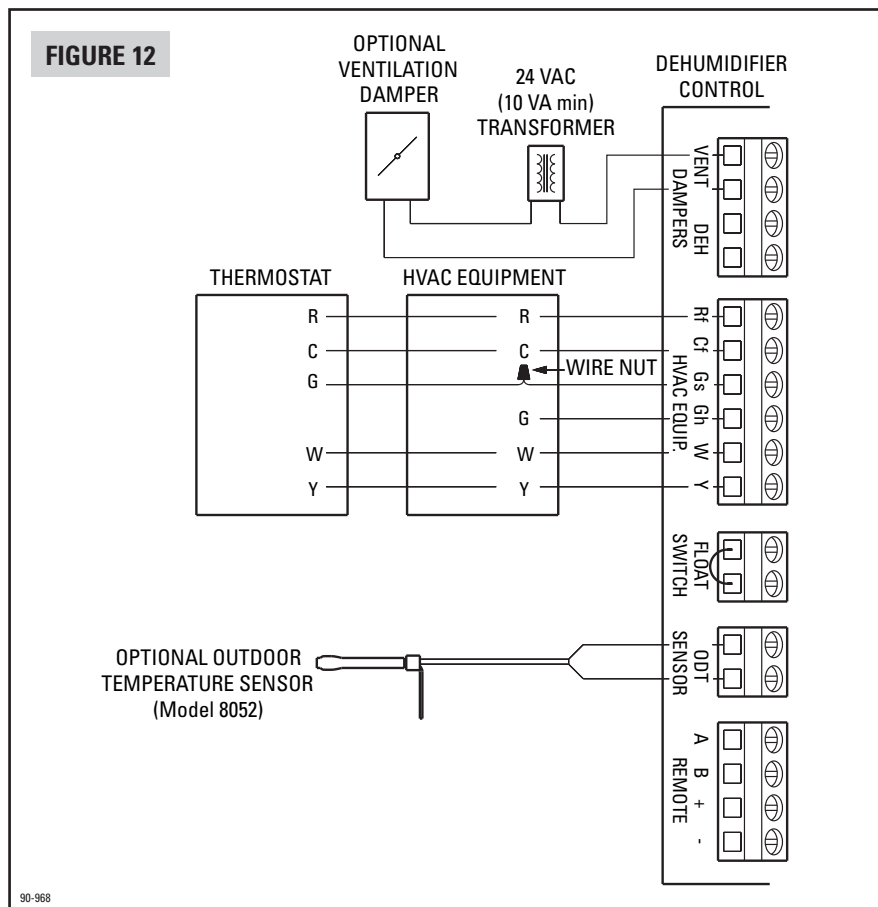 FIGURE 12
OPTIONAL
VENTILATION
DAMPER
24 VAC
(10 VA min)
TRANSFORMER
DEHUMIDIFIER
CONTROL
VENT
DEH
DAMPERS
THERMOSTAT
HVAC EQUIPMENT
R
R
Rf
C
C
Cf
WIRE NUT
G
Gs
G
Gh
W
W
W
Y
Y
Y
HVAC EQUIP.
FLOAT
SWITCH
OPTIONAL OUTDOOR
TEMPERATURE SENSOR
(Model 8052)
ODT
SENSOR
A
B
+
-
REMOTE
90-968